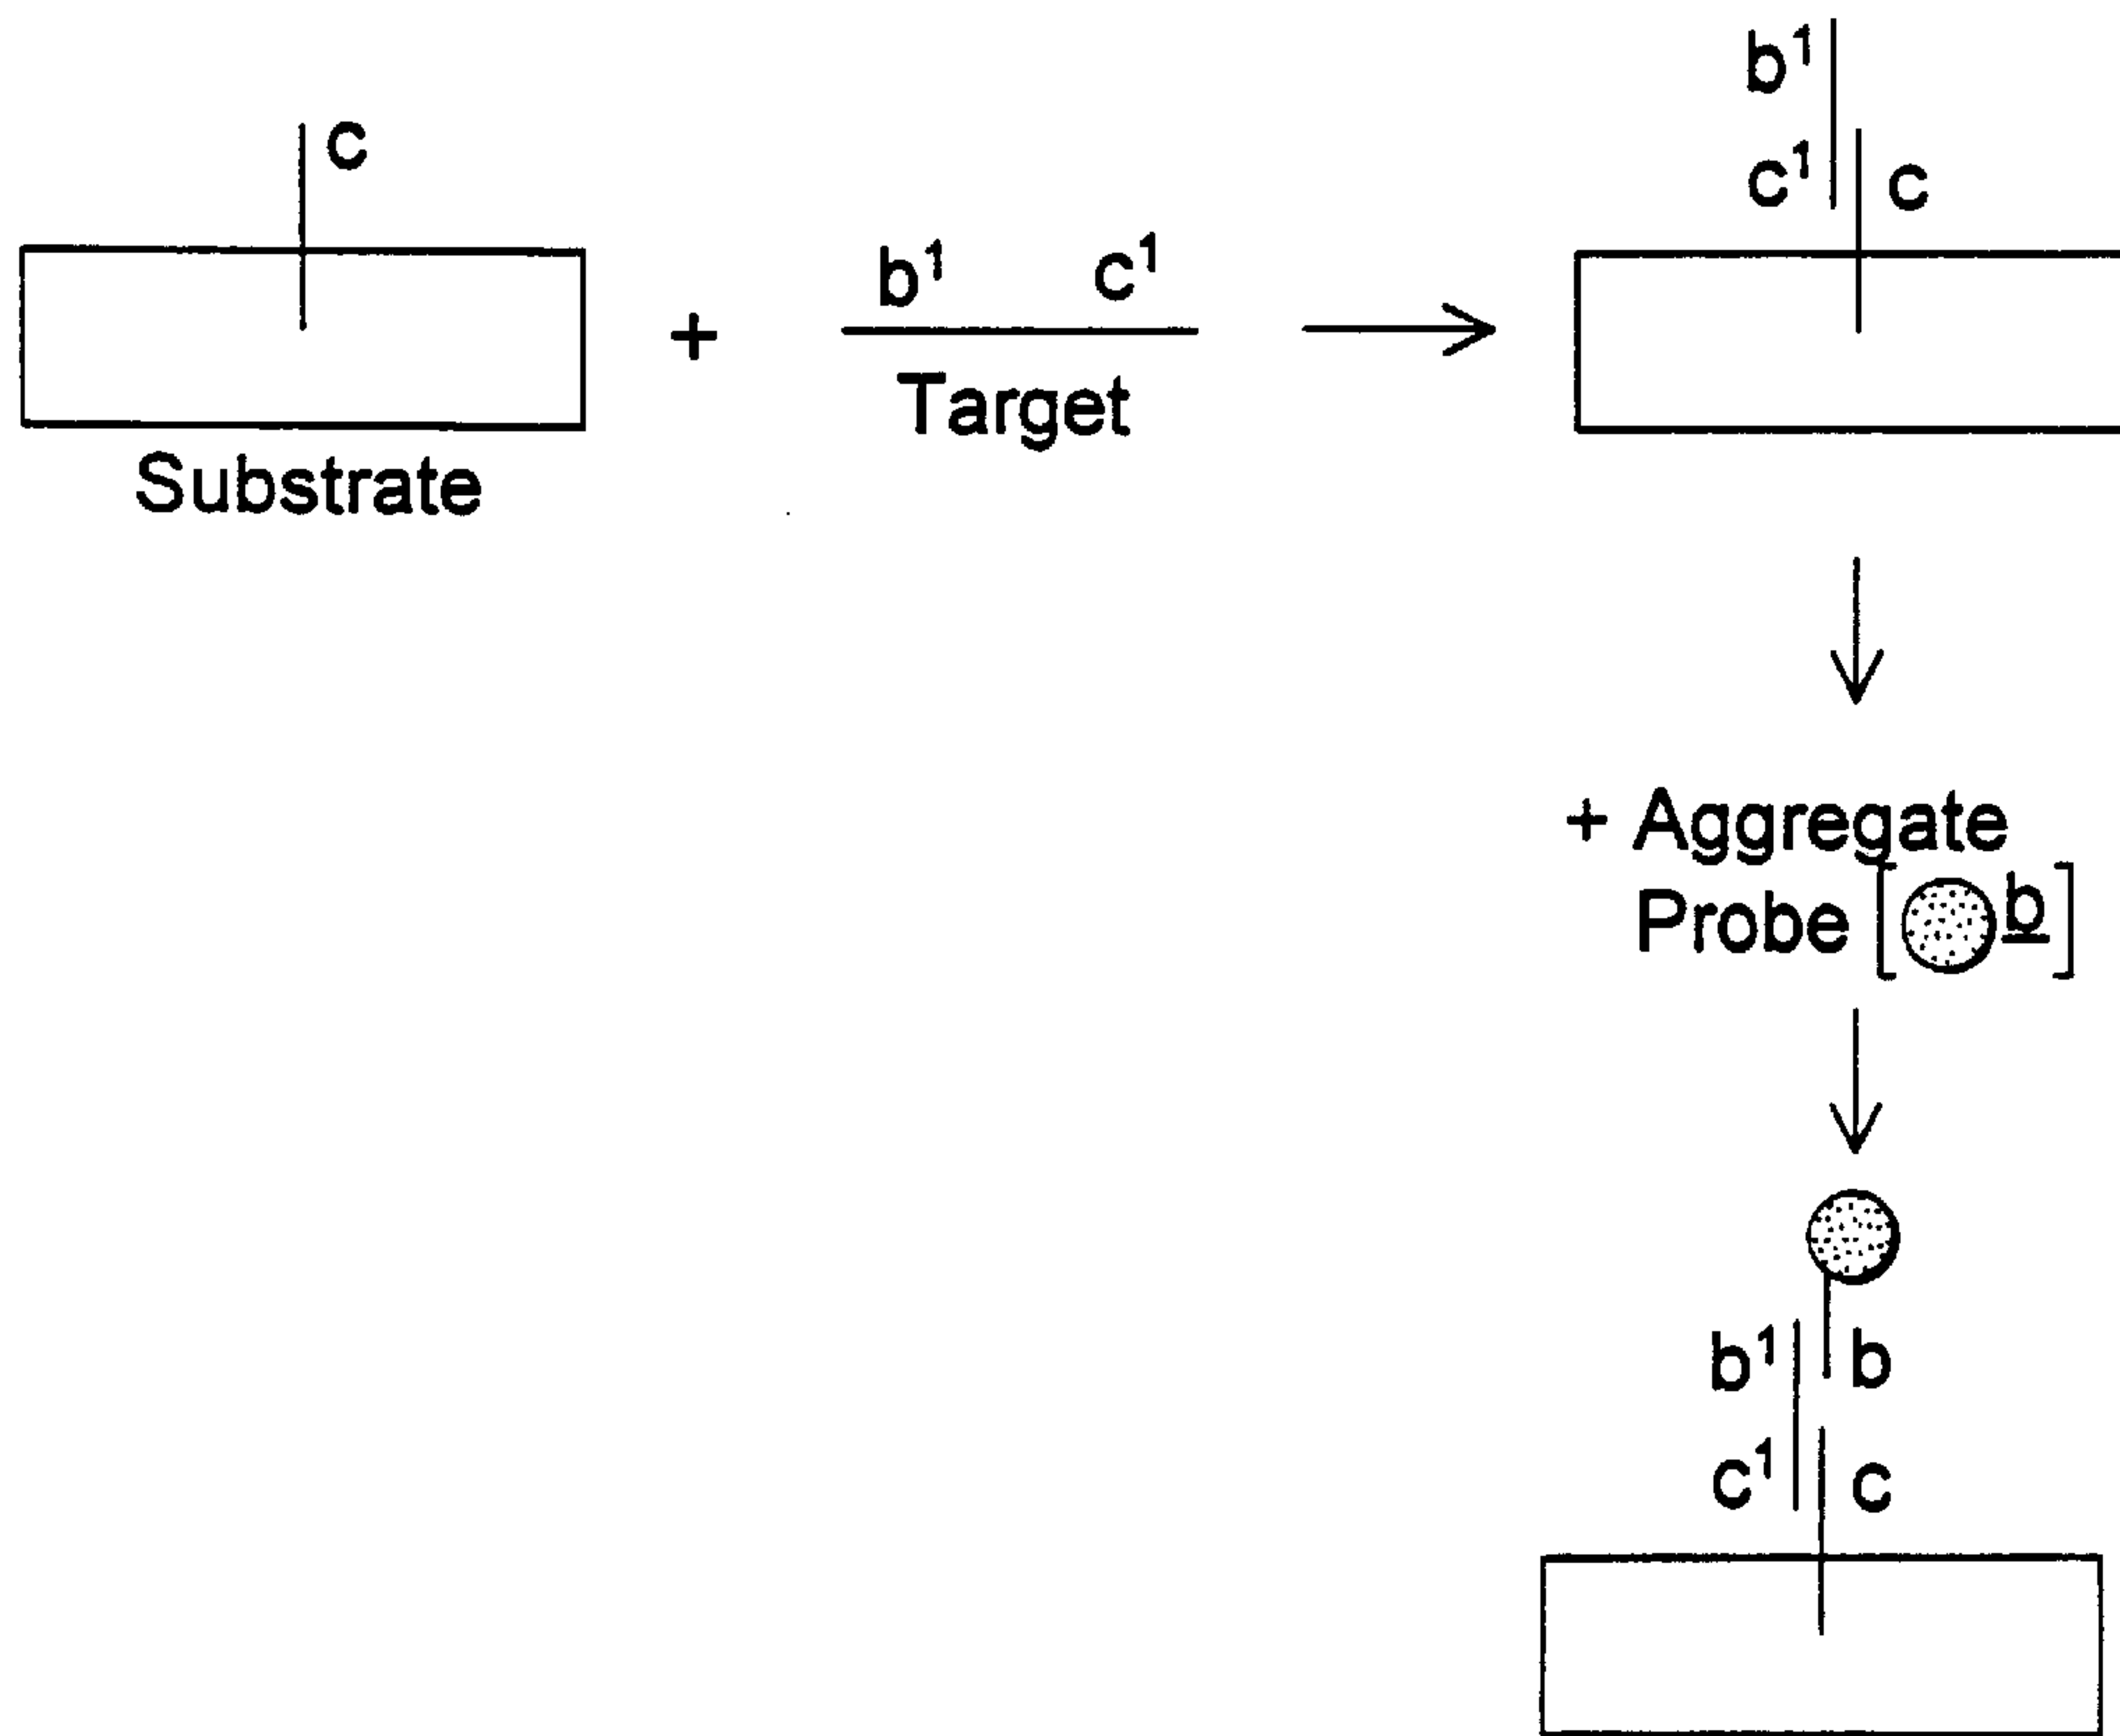 c
Substrate
+
b¹ c¹
Target
b¹
c¹ c
+ Aggregate
Probe [b]
b¹ b
c¹ c